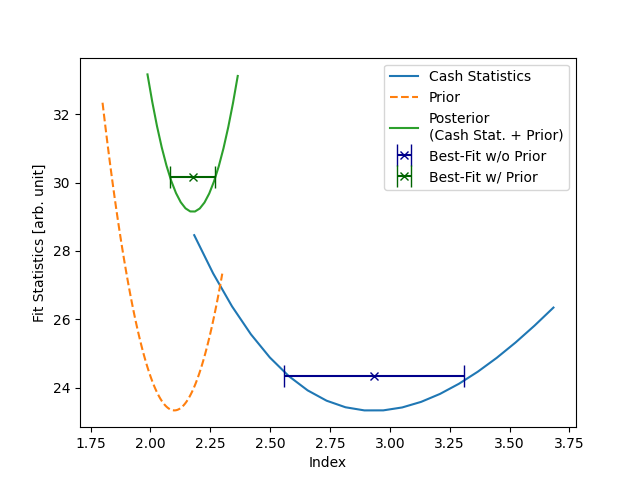 Cash Statistics
Prior
Posterior
(Cash Stat. + Prior)
Best-Fit w/o Prior
Best-Fit w/ Prior
Fit Statistics [arb. unit]
32
30
28
26
24
1.75 2.00 2.25 2.50 2.75 3.00 3.25 3.50 3.75
Index